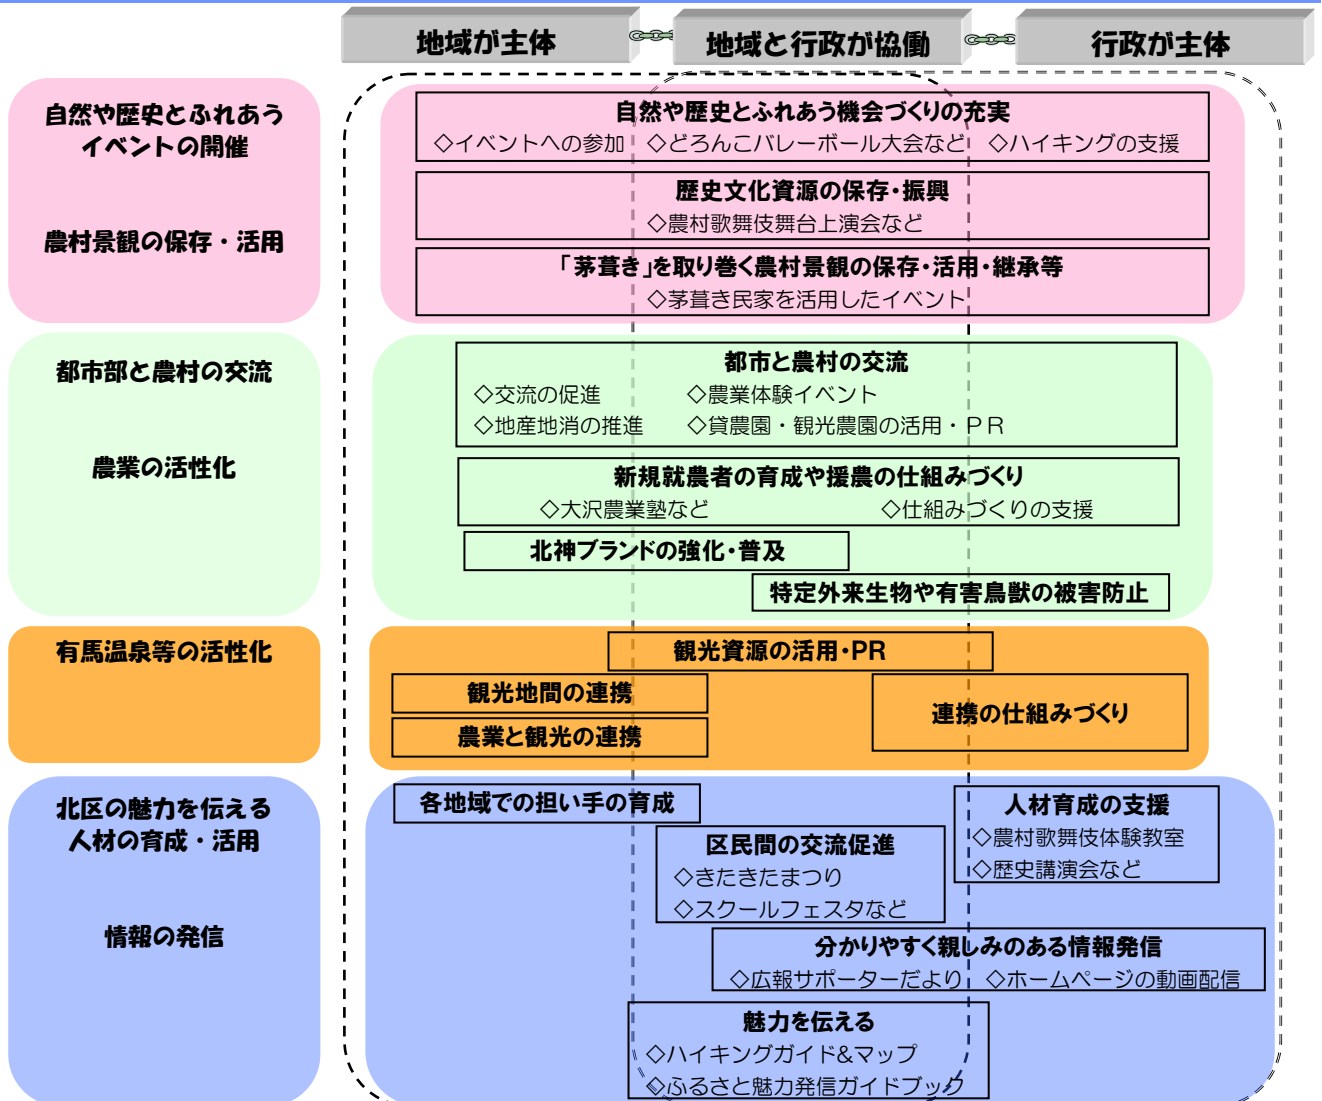 地域が主体
地域と行政が協働
行政が主体
自然や歴史とふれあう
イベントの開催
農村景観の保存・活用
自然や歴史とふれあう機会づくりの充実
◇イベントへの参加 ◇どろんこバレーボール大会など ◇ハイキングの支援
歴史文化資源の保存・振興
◇農村歌舞伎舞台上演会など
「茅葺き」を取り巻く農村景観の保存・活用・継承等
◇茅葺き民家を活用したイベント
都市部と農村の交流
農業の活性化
都市と農村の交流
◇交流の促進 ◇農業体験イベント
◇地産地消の推進 ◇貸農園・観光農園の活用・ＰＲ
新規就農者の育成や援農の仕組みづくり
◇大沢農業塾など ◇仕組みづくりの支援
北神ブランドの強化・普及
特定外来生物や有害鳥獣の被害防止
有馬温泉等の活性化
観光資源の活用・PR
観光地間の連携
農業と観光の連携
連携の仕組みづくり
北区の魅力を伝える
人材の育成・活用
情報の発信
各地域での担い手の育成
人材育成の支援
◇農村歌舞伎体験教室
◇歴史講演会など
区民間の交流促進
◇きたきたまつり
◇スクールフェスタなど
分かりやすく親しみのある情報発信
◇広報サポーターだより ◇ホームページの動画配信
魅力を伝える
◇ハイキングガイド&マップ
◇ふるさと魅力発信ガイドブック